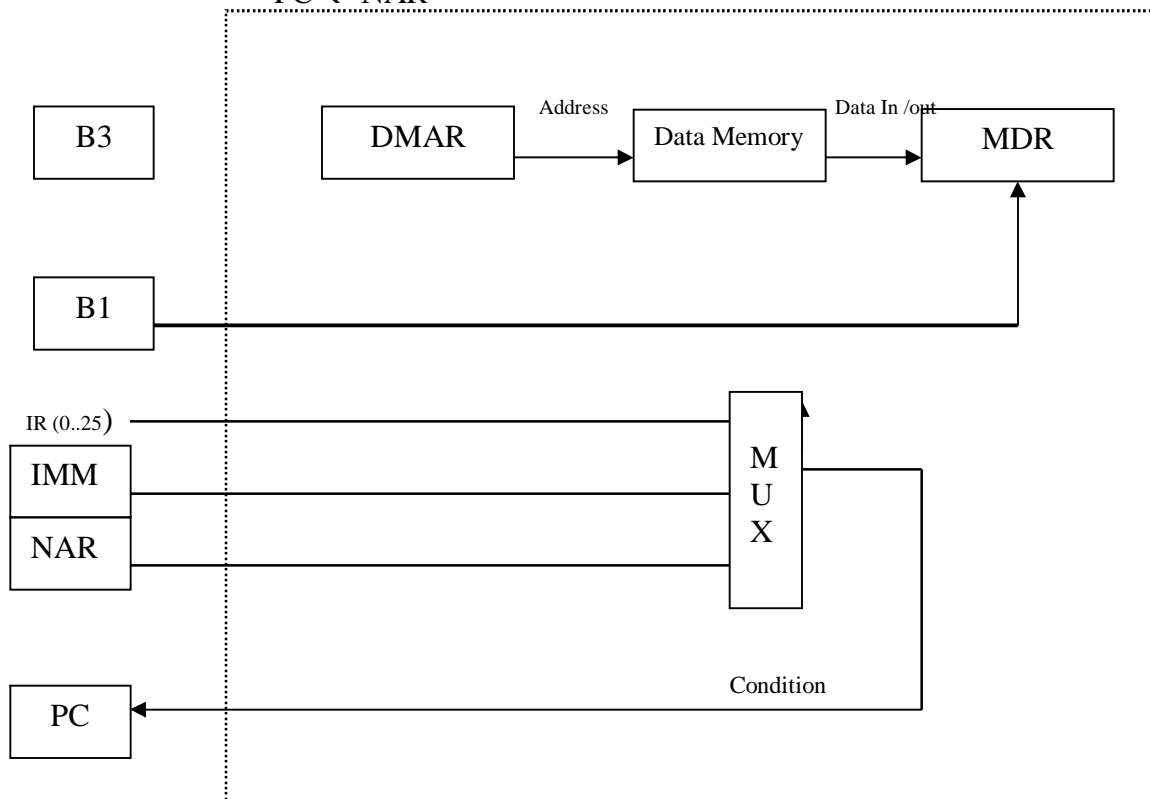 Address
Data In /out
B3
DMAR
Data Memory
MDR
B1
IR (0..25)
IMM
NAR
M
U
X
Condition
PC